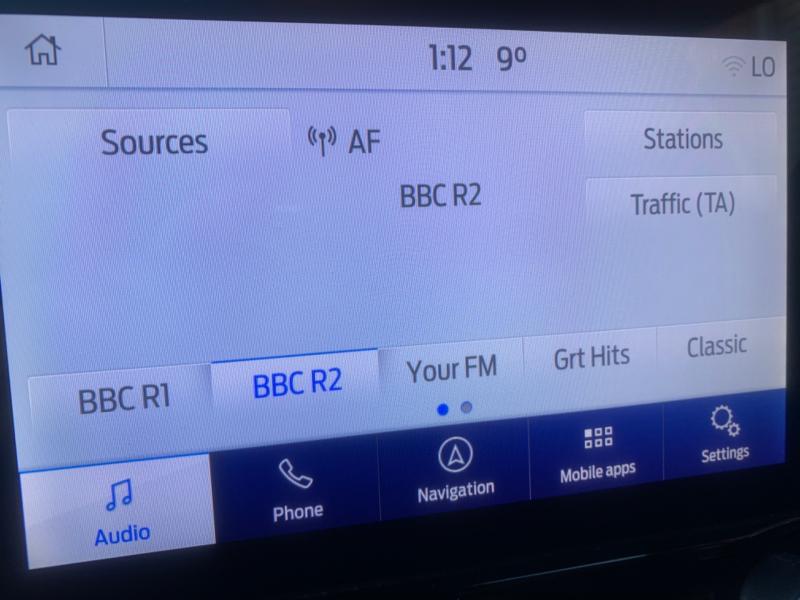 1:12 9º
LO
Sources
AF
Stations
BBC R2
Traffic (TA)
BBC R1
BBC R2
Your FM
Grt Hits
Classic
Audio
Phone
Navigation
Mobile apps
Settings